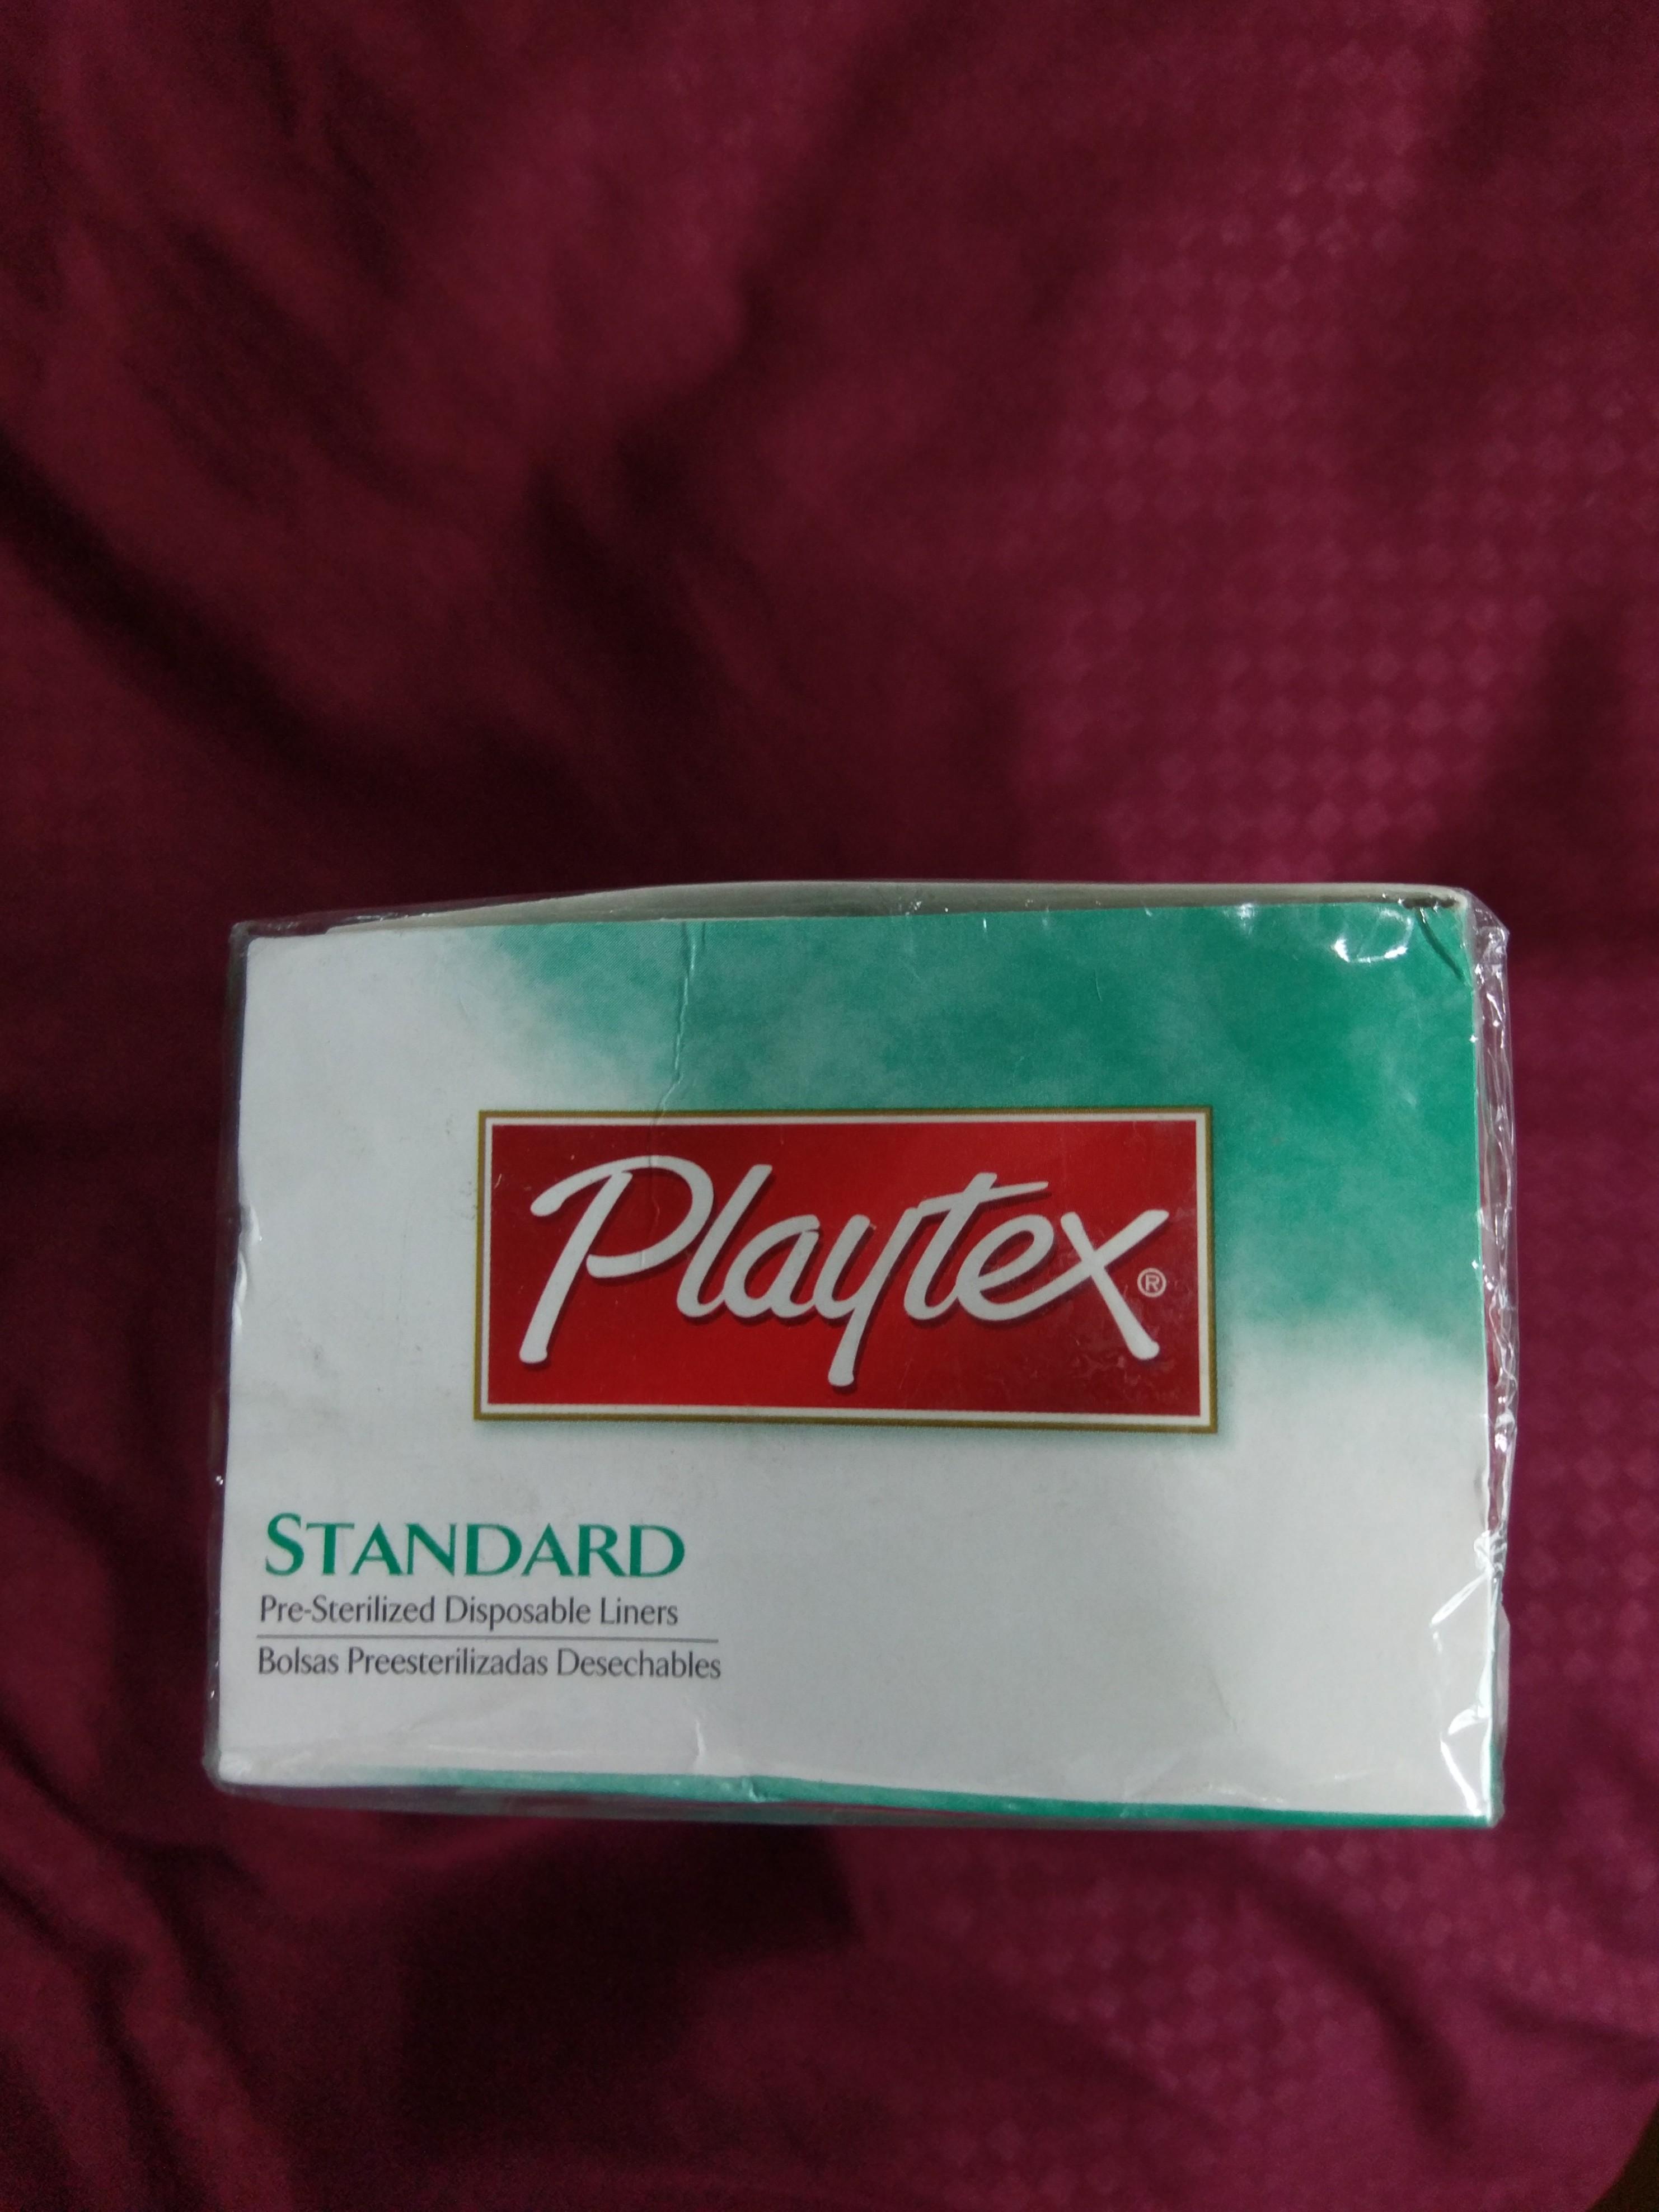 Playtex®
STANDARD
Pre-Sterilized Disposable Liners
Bolsas Preesterilizadas Desechables